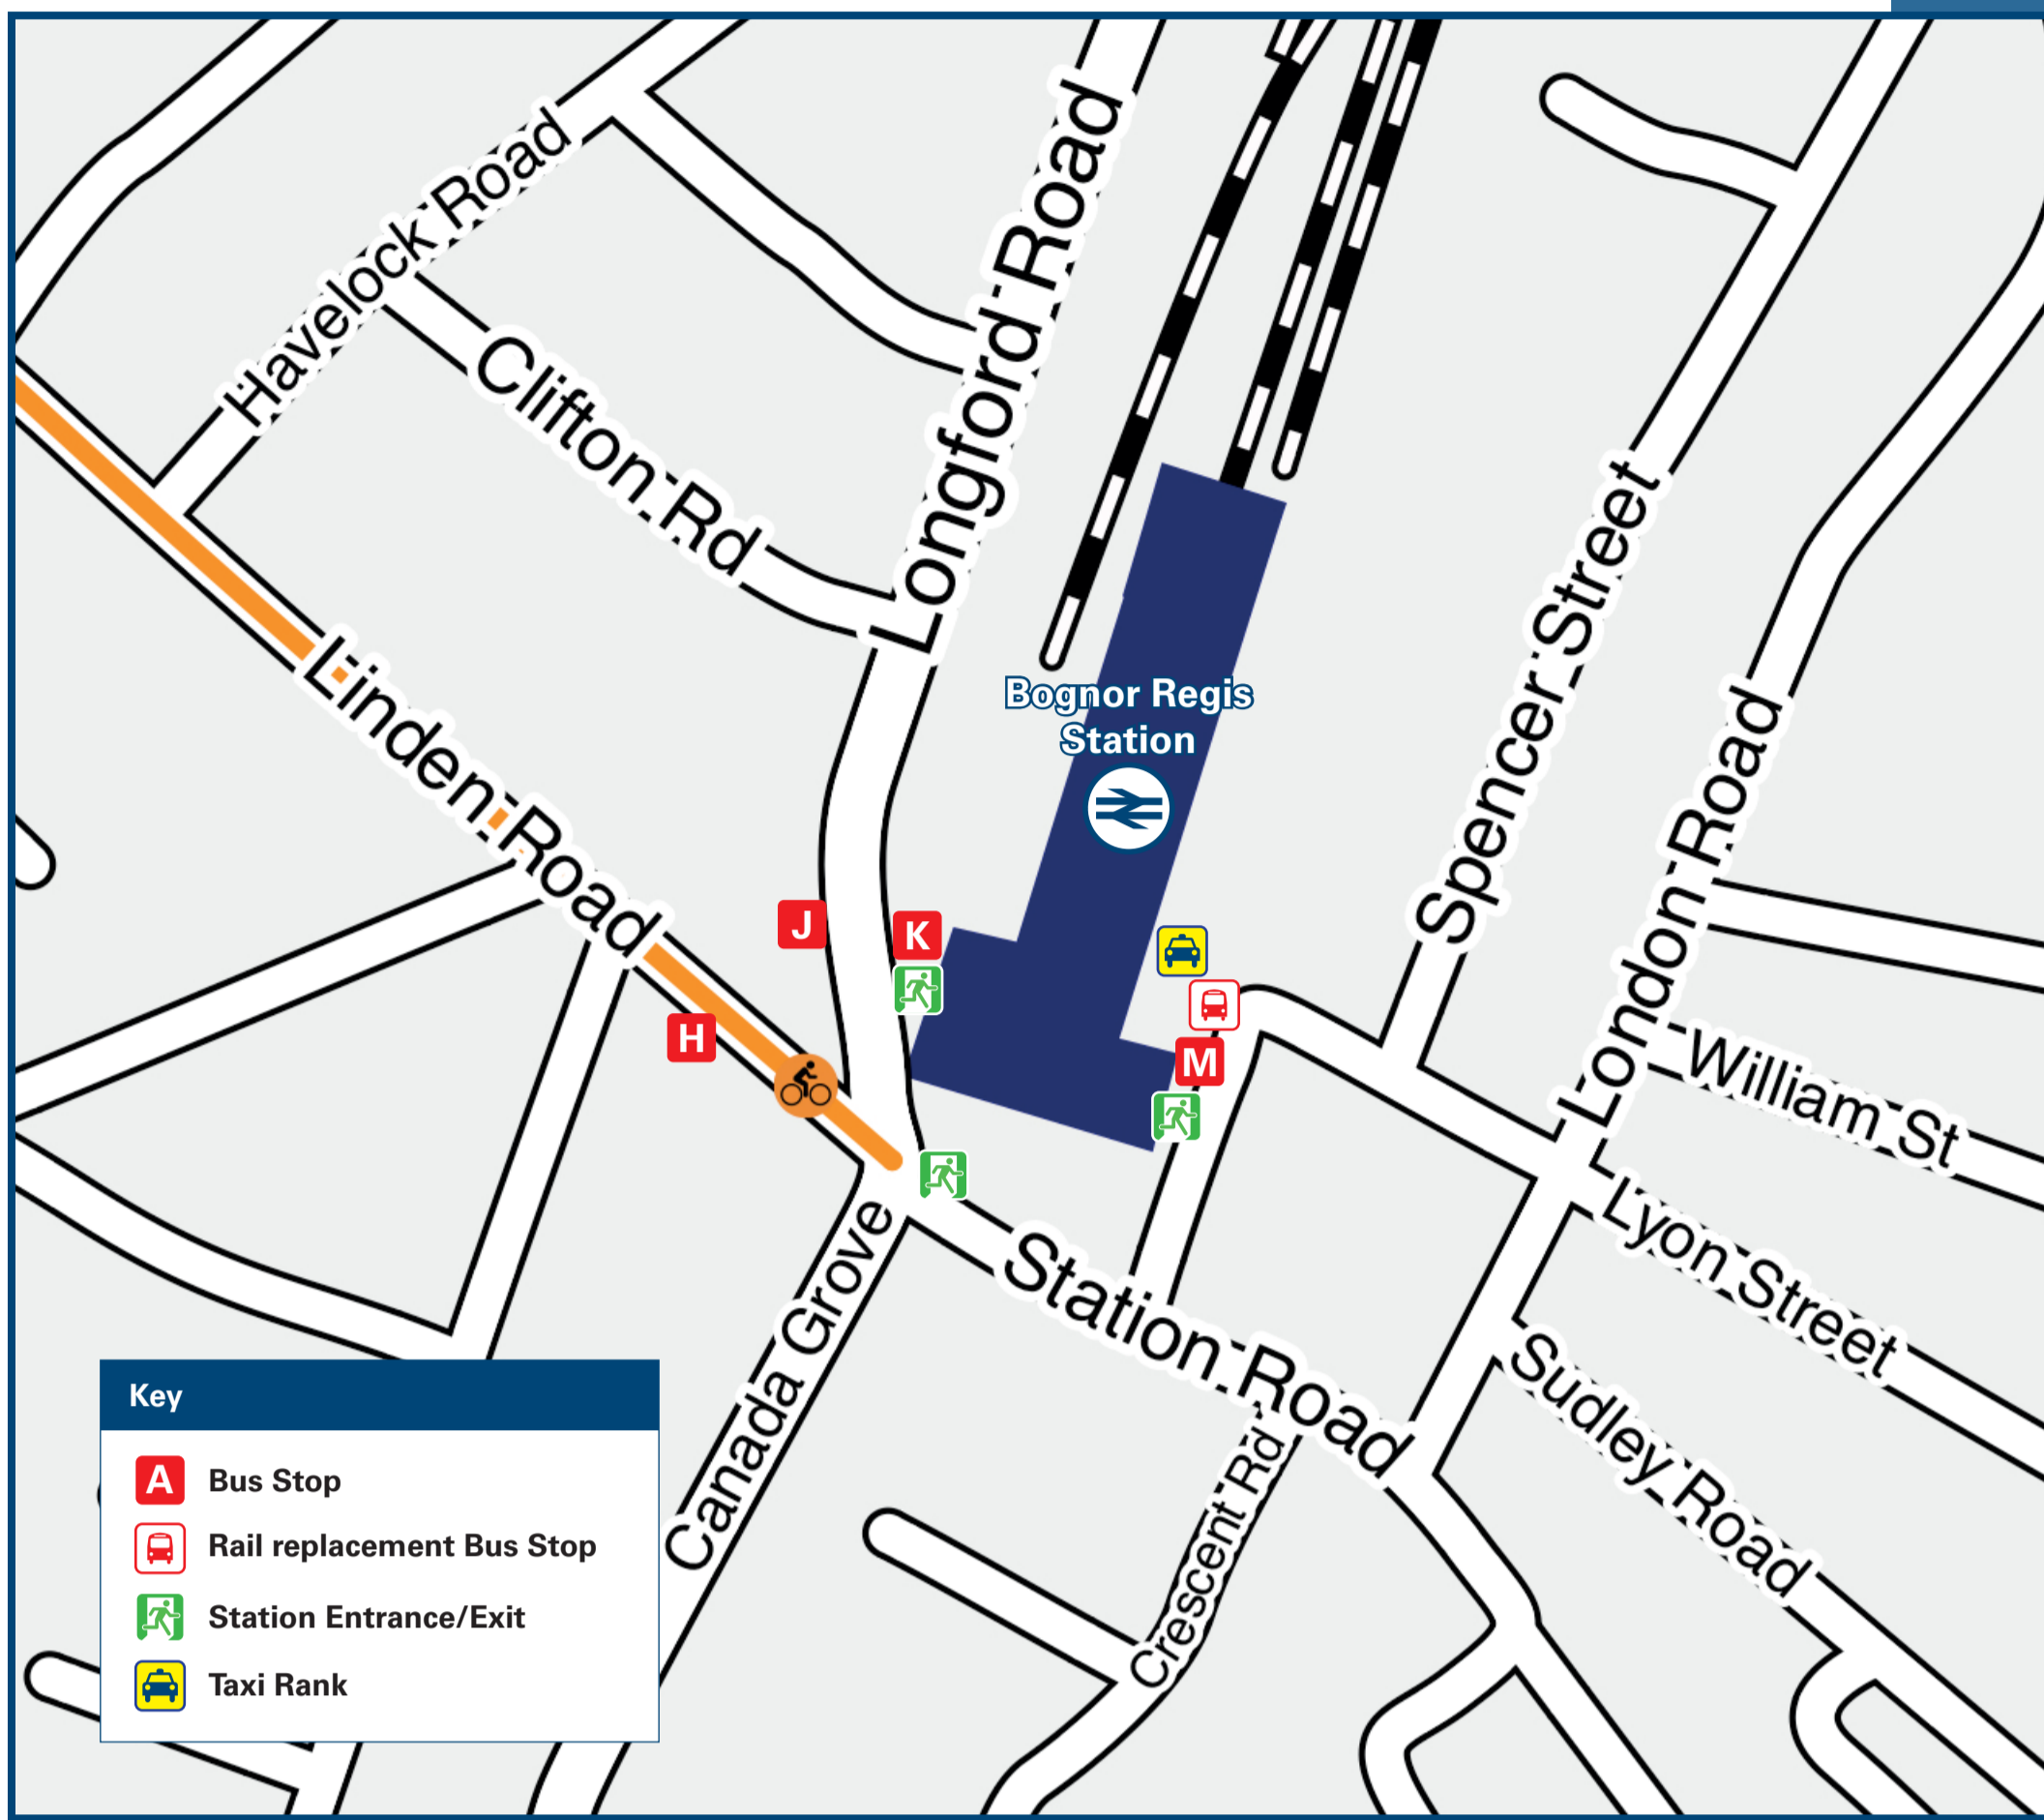 Havelock Road
Longford Road
Clifton Rd
Linden Road
Bognor Regis
Station
Spencer Street
London Road
J
K
H
M
William St
Lyon Street
Station Road
Canada Grove
Sudley Road
Crescent Rd
Key
A Bus Stop
Rail replacement Bus Stop
Station Entrance/Exit
Taxi Rank